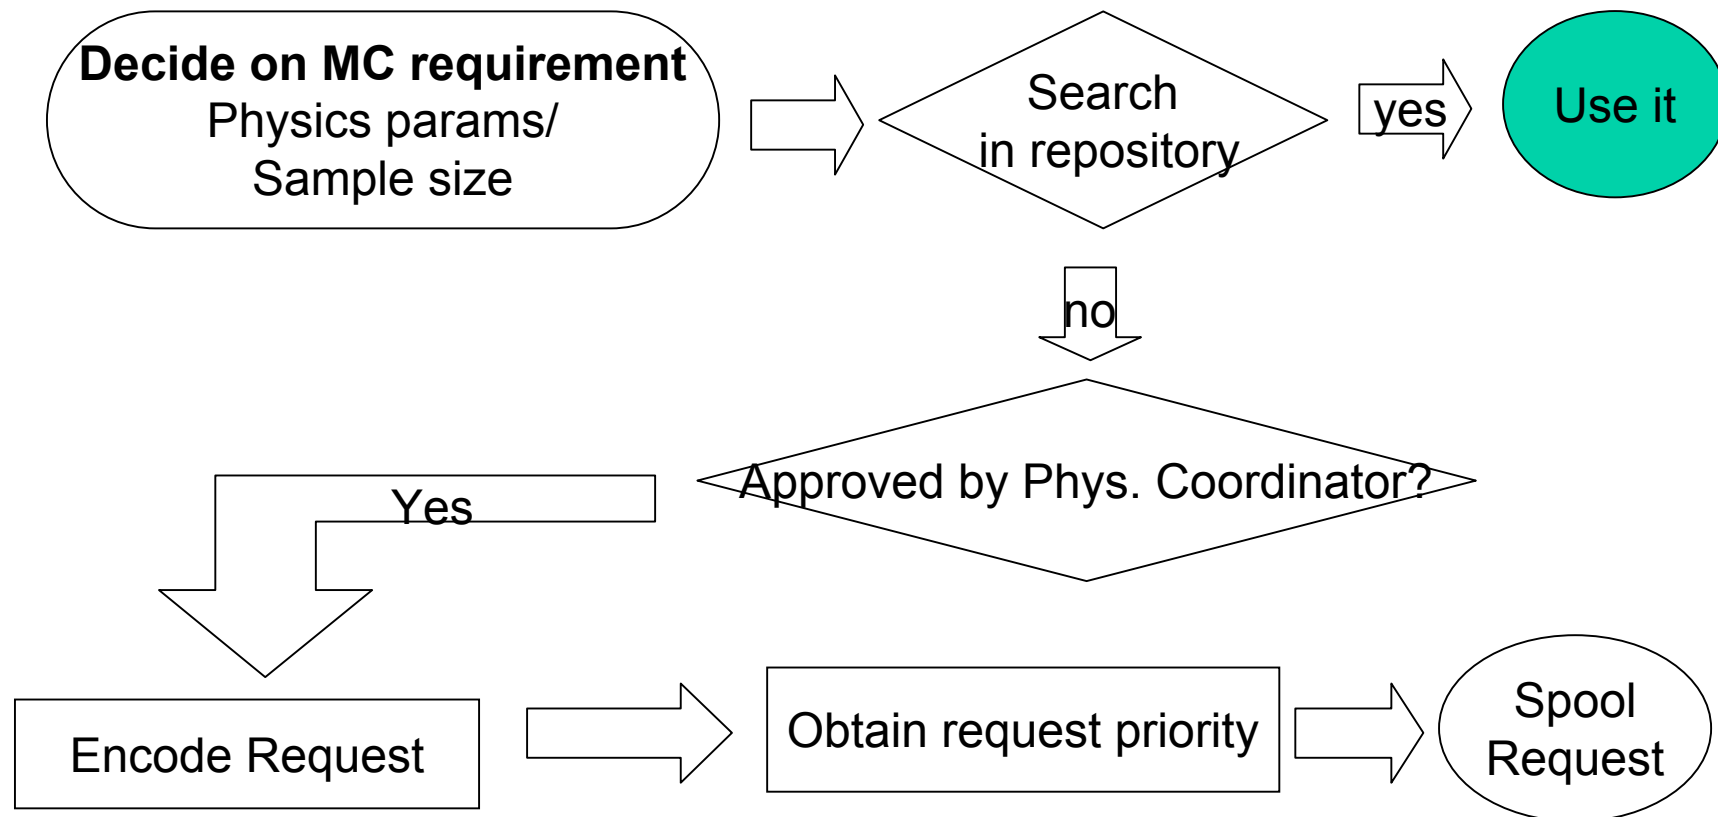 Decide on MC requirement
Physics params/
Sample size
Search
in repository
yes
Use it
no
Approved by Phys. Coordinator?
Yes
Encode Request
Obtain request priority
Spool
Request